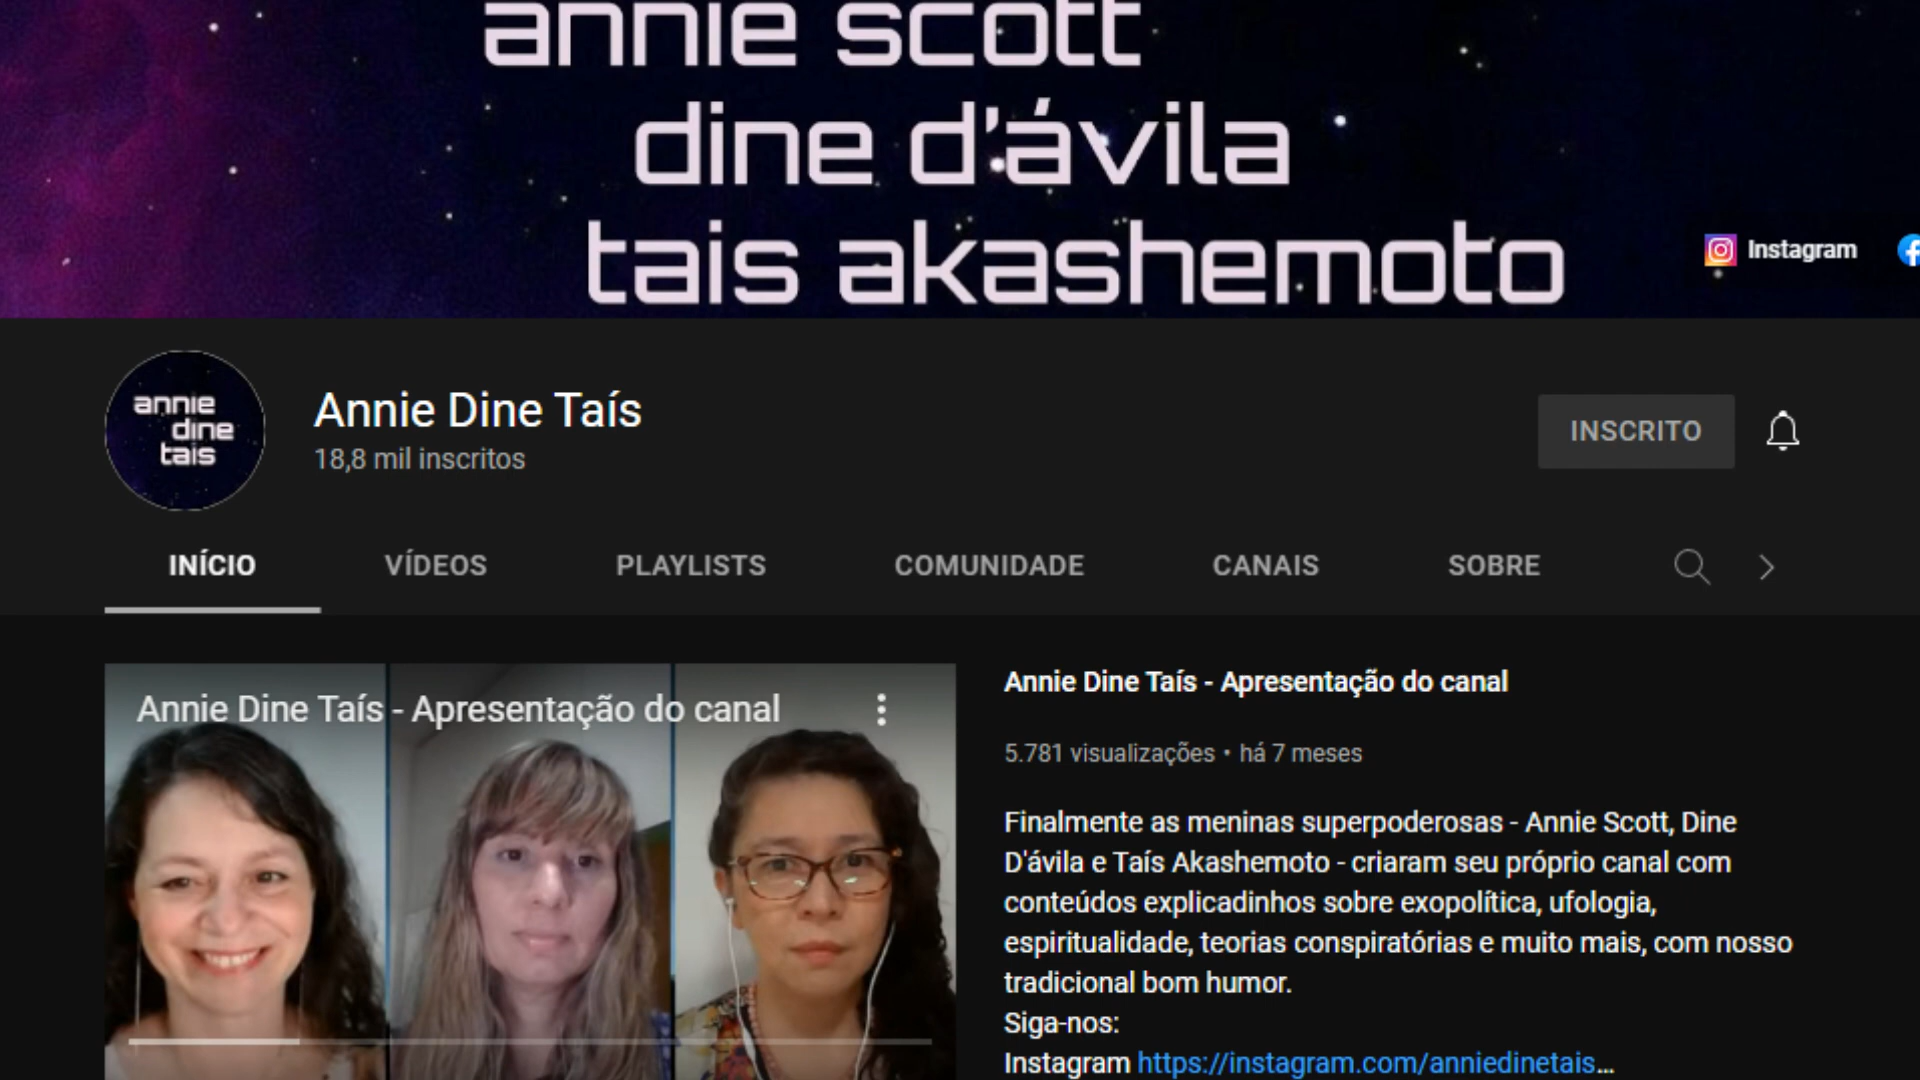 annie scott
dine d'ávila
tais akashemoto
Instagram
annie
dine
tais
Annie Dine Taís
18,8 mil inscritos
INSCRITO
INÍCIO VÍDEOS PLAYLISTS COMUNIDADE CANAIS SOBRE
Annie Dine Taís - Apresentação do canal
Annie Dine Taís - Apresentação do canal
5.781 visualizações • há 7 meses
Finalmente as meninas superpoderosas - Annie Scott, Dine
D'ávila e Taís Akashemoto - criaram seu próprio canal com
conteúdos explicadinhos sobre exopolítica, ufologia,
espiritualidade, teorias conspiratórias e muito mais, com nosso
tradicional bom humor.
Siga-nos:
Instagram https://instagram.com/anniedinetais...